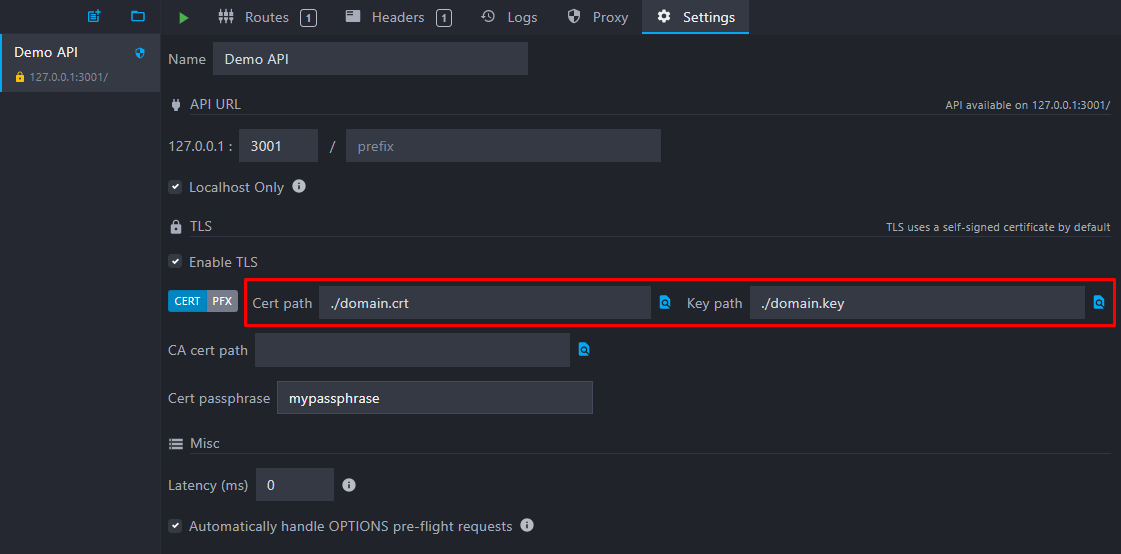 Routes 1 Headers 1 Logs Proxy Settings
Demo API
127.0.0.1:3001/
Name Demo API
API URL API available on 127.0.0.1:3001/
127.0.0.1 : 3001 / prefix
Localhost Only
TLS TLS uses a self-signed certificate by default
Enable TLS
CERT PFX Cert path ./domain.crt Key path ./domain.key
CA cert path
Cert passphrase mypassphrase
Misc
Latency (ms) 0
Automatically handle OPTIONS pre-flight requests